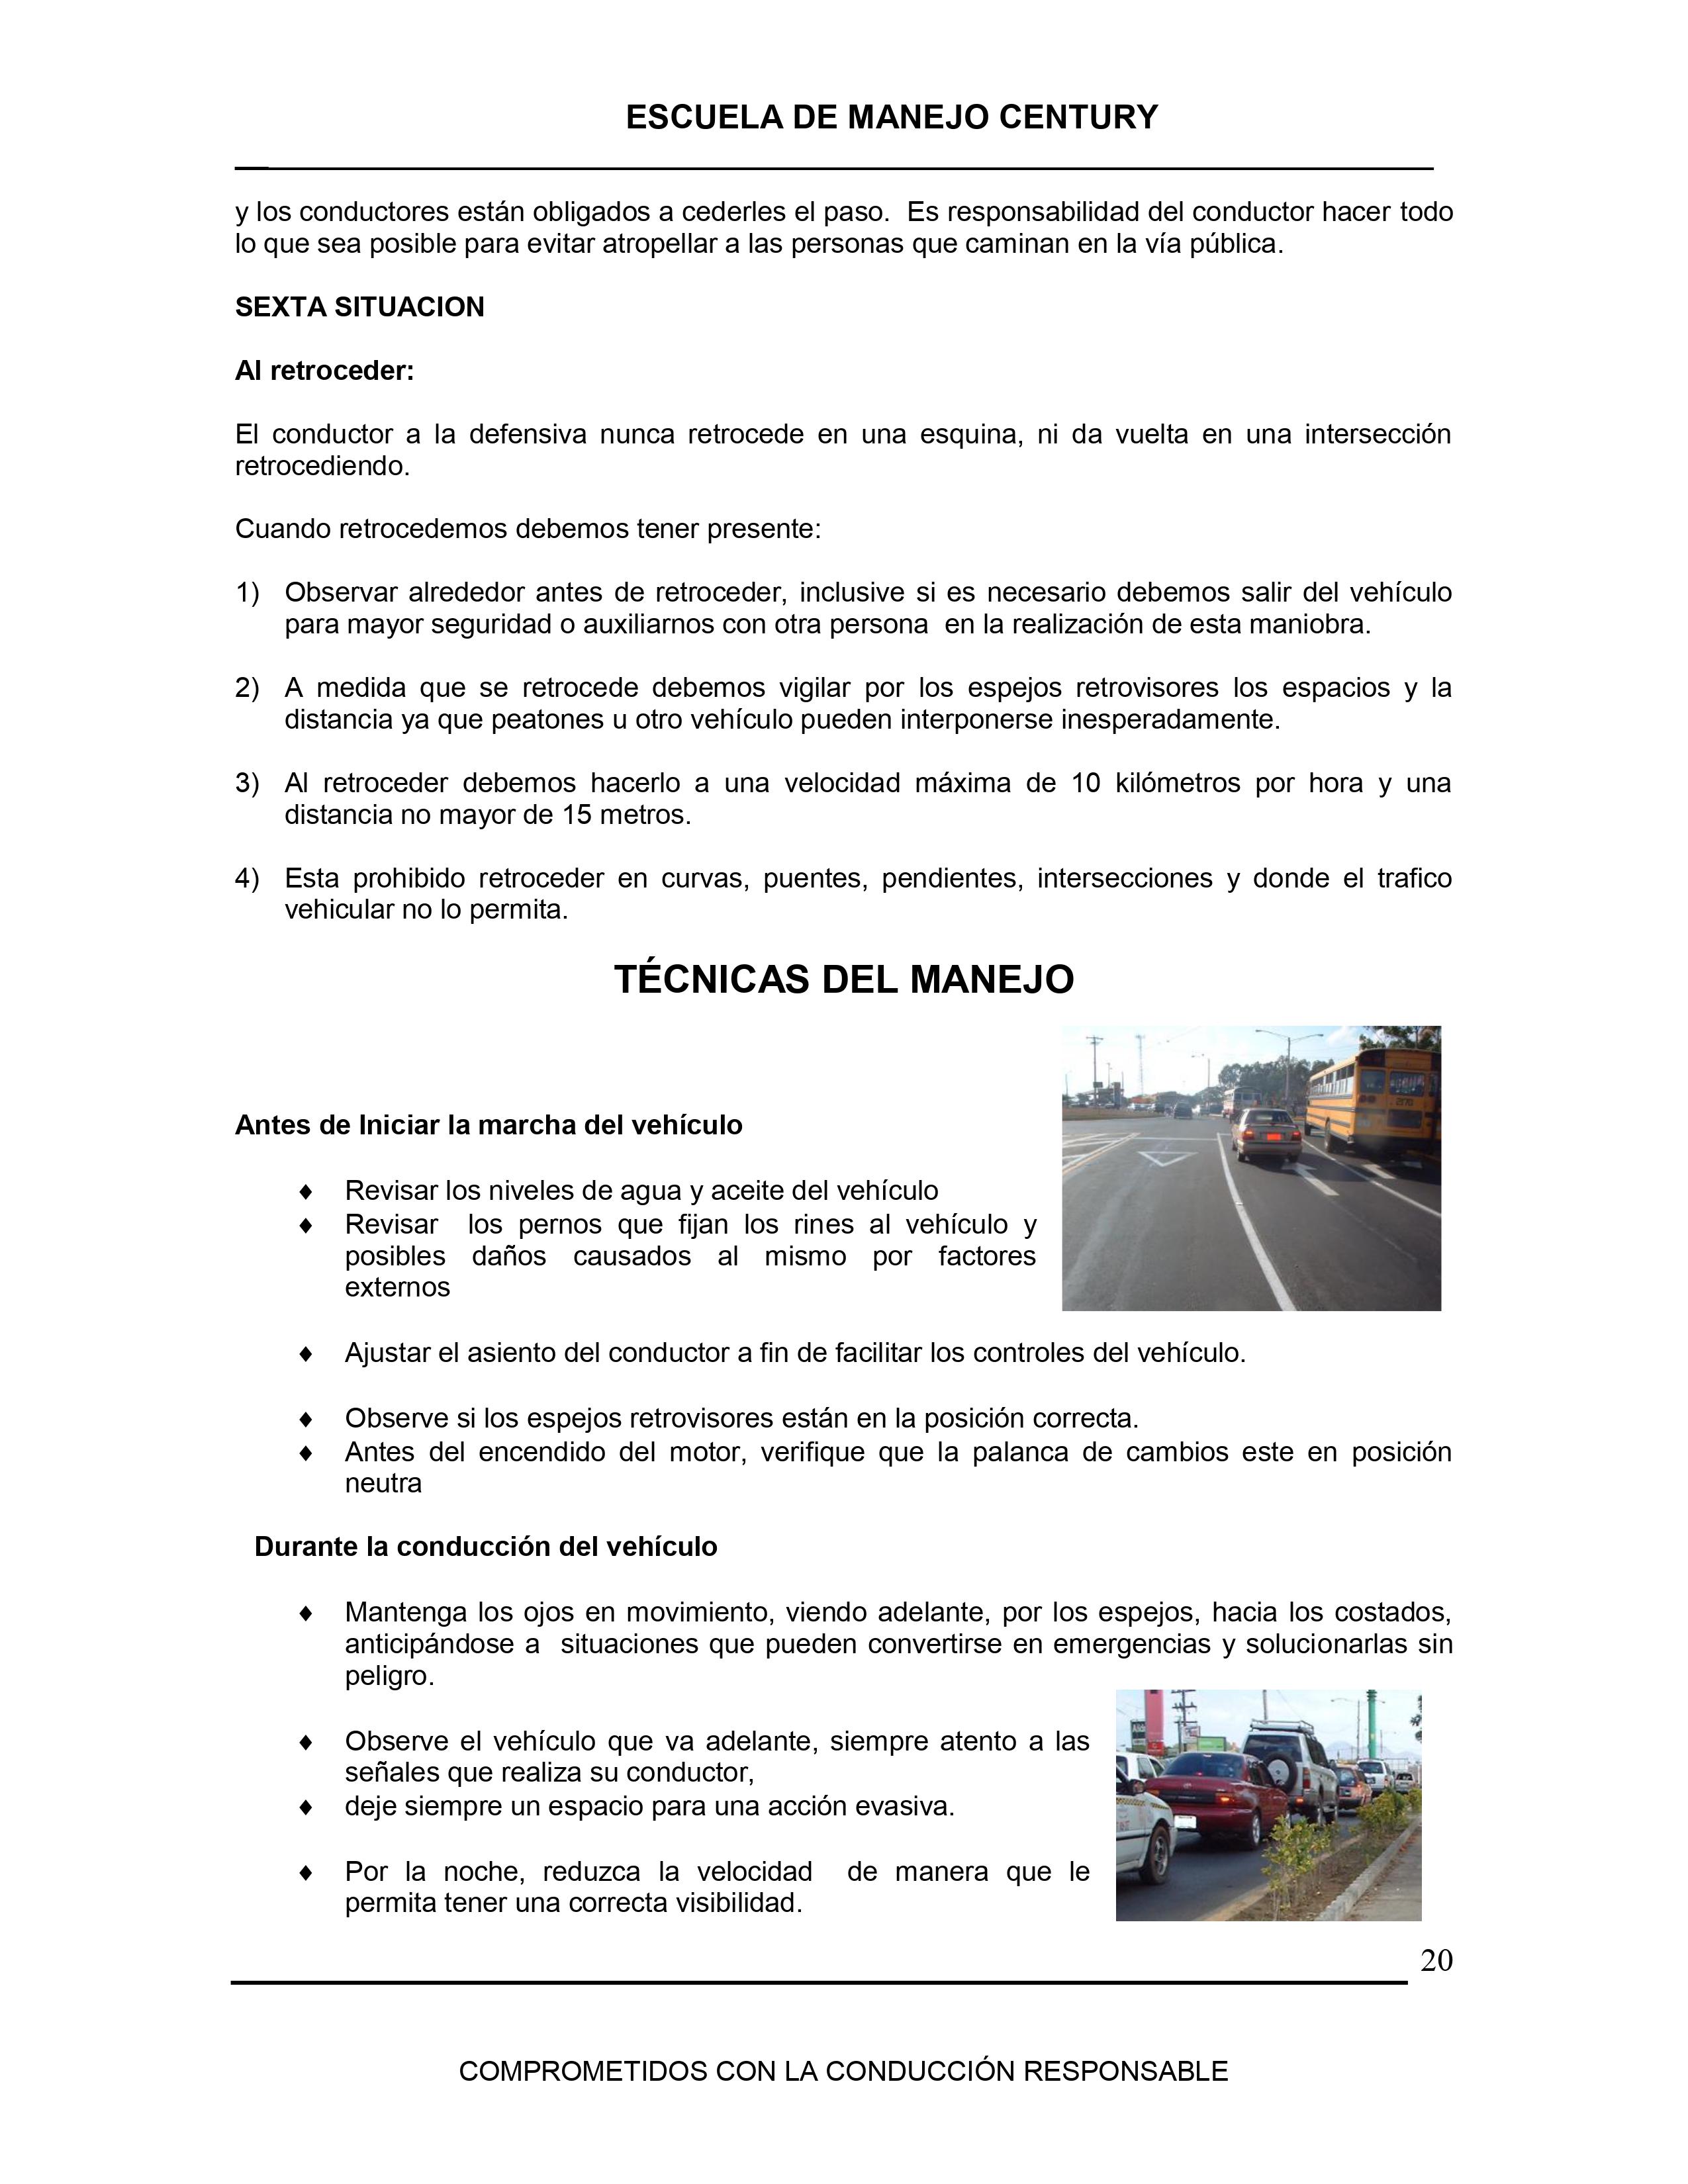 ESCUELA DE MANEJO CENTURY
y los conductores están obligados a cederles el paso.  Es responsabilidad del conductor hacer todo
lo que sea posible para evitar atropellar a las personas que caminan en la vía pública.
SEXTA SITUACION
Al retroceder:
El conductor a la defensiva nunca retrocede en una esquina, ni da vuelta en una intersección
retrocediendo.
Cuando retrocedemos debemos tener presente:
1) Observar alrededor antes de retroceder, inclusive si es necesario debemos salir del vehículo
para mayor seguridad o auxiliarnos con otra persona  en la realización de esta maniobra.
2) A medida que se retrocede debemos vigilar por los espejos retrovisores los espacios y la
distancia ya que peatones u otro vehículo pueden interponerse inesperadamente.
3) Al retroceder debemos hacerlo a una velocidad máxima de 10 kilómetros por hora y una
distancia no mayor de 15 metros.
4) Esta prohibido retroceder en curvas, puentes, pendientes, intersecciones y donde el trafico
vehicular no lo permita.
TÉCNICAS DEL MANEJO
Antes de Iniciar la marcha del vehículo
♦ Revisar los niveles de agua y aceite del vehículo
♦ Revisar  los pernos que fijan los rines al vehículo y
posibles daños causados al mismo por factores
externos
♦ Ajustar el asiento del conductor a fin de facilitar los controles del vehículo.
♦ Observe si los espejos retrovisores están en la posición correcta.
♦ Antes del encendido del motor, verifique que la palanca de cambios este en posición
neutra
Durante la conducción del vehículo
♦ Mantenga los ojos en movimiento, viendo adelante, por los espejos, hacia los costados,
anticipándose a  situaciones que pueden convertirse en emergencias y solucionarlas sin
peligro.
♦ Observe el vehículo que va adelante, siempre atento a las
señales que realiza su conductor,
♦ deje siempre un espacio para una acción evasiva.
♦ Por la noche, reduzca la velocidad  de manera que le
permita tener una correcta visibilidad.
20
COMPROMETIDOS CON LA CONDUCCIÓN RESPONSABLE